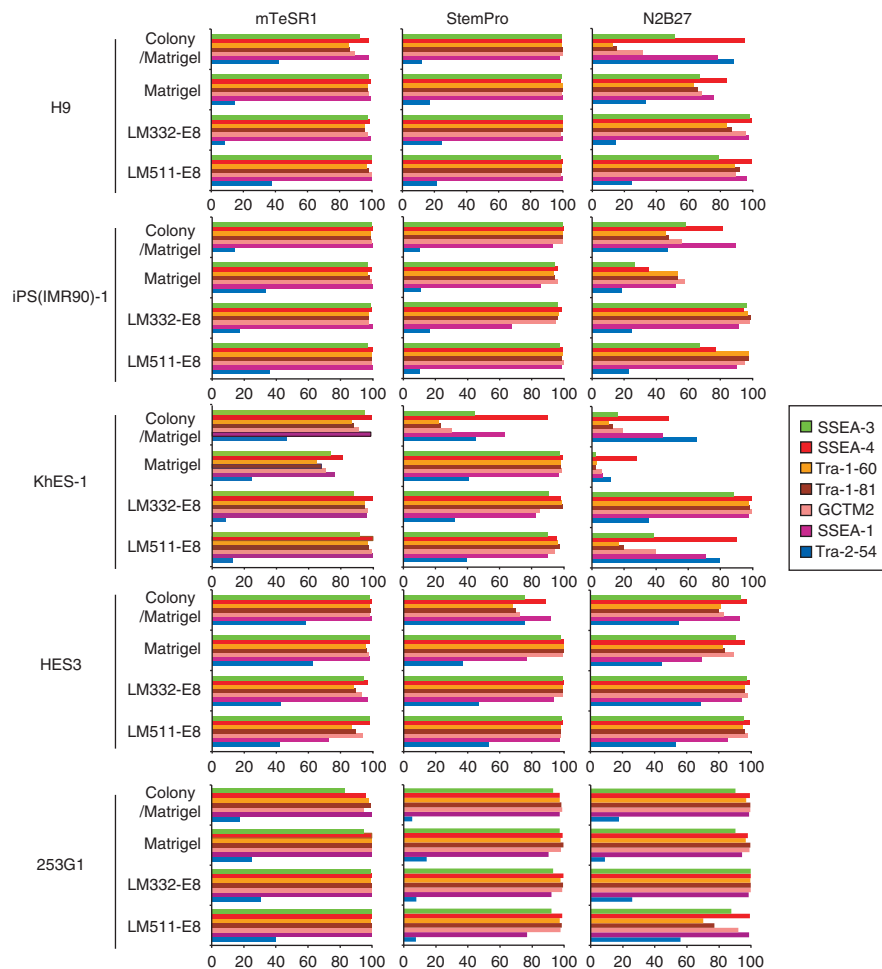 mTeSR1 StemPro N2B27
H9
Colony
/Matrigel
Matrigel
LM332-E8
LM511-E8
0 20 40 60 80 100 0 20 40 60 80 100 0 20 40 60 80 100
iPS(IMR90)-1
Colony
/Matrigel
Matrigel
LM332-E8
LM511-E8
0 20 40 60 80 100 0 20 40 60 80 100 0 20 40 60 80 100
KhES-1
Colony
/Matrigel
Matrigel
LM332-E8
LM511-E8
0 20 40 60 80 100 0 20 40 60 80 100 0 20 40 60 80 100
HES3
Colony
/Matrigel
Matrigel
LM332-E8
LM511-E8
0 20 40 60 80 100 0 20 40 60 80 100 0 20 40 60 80 100
253G1
Colony
/Matrigel
Matrigel
LM332-E8
LM511-E8
0 20 40 60 80 100 0 20 40 60 80 100 0 20 40 60 80 100
SSEA-3
SSEA-4
Tra-1-60
Tra-1-81
GCTM2
SSEA-1
Tra-2-54